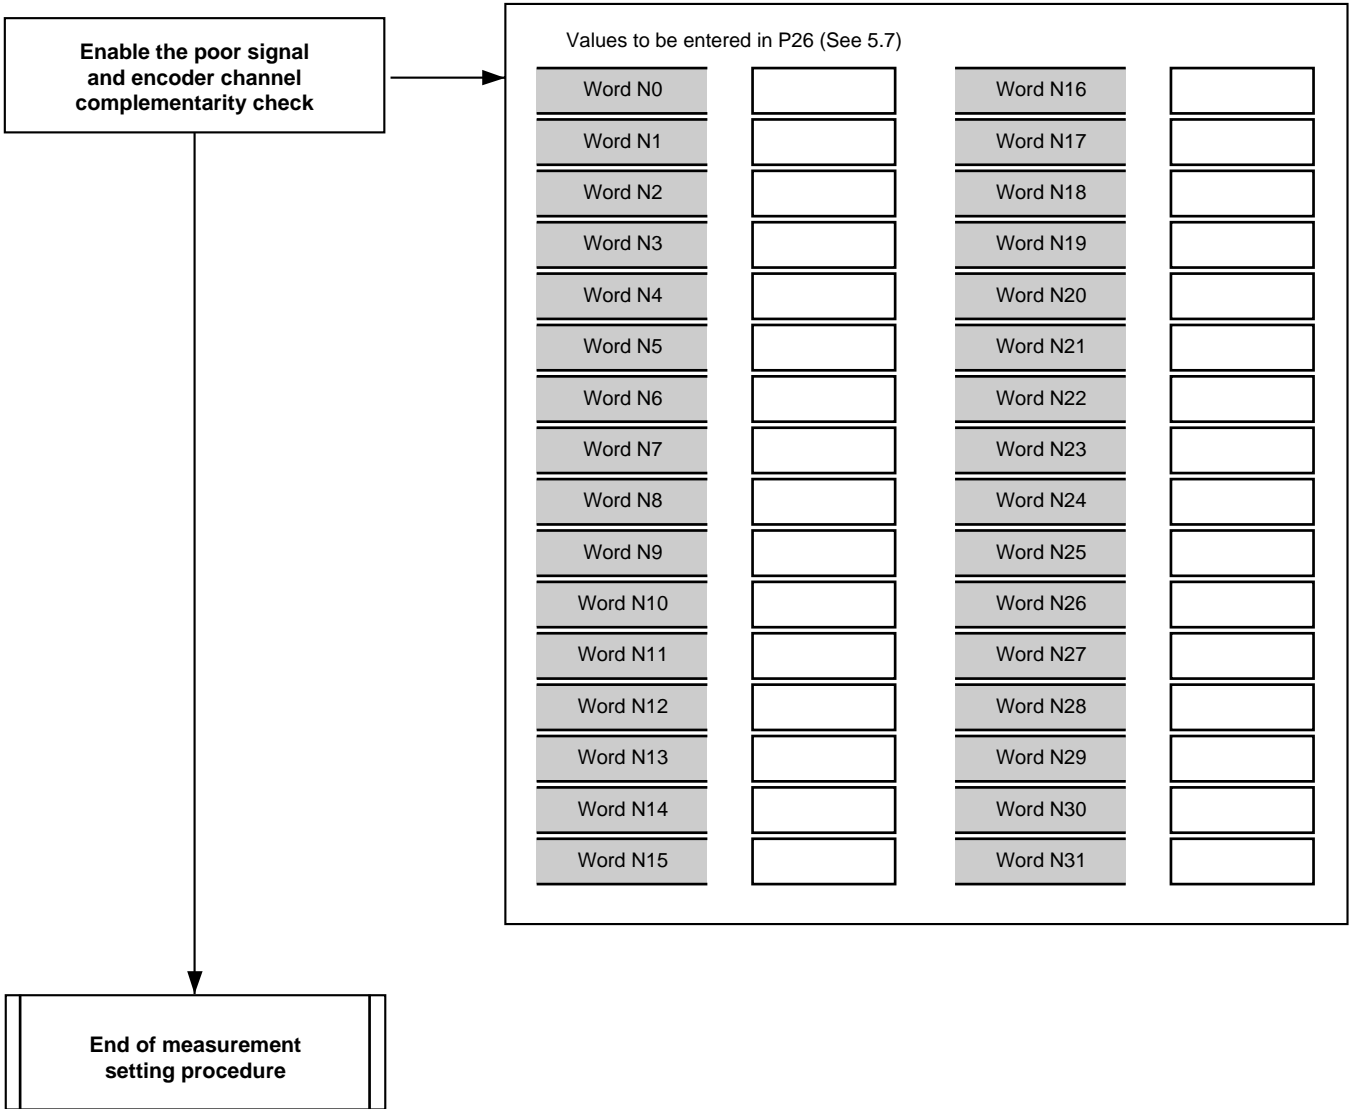 Enable the poor signal
and encoder channel
complementarity check
Values to be entered in P26 (See 5.7)
Word N0
Word N16
Word N1
Word N17
Word N2
Word N18
Word N3
Word N19
Word N4
Word N20
Word N5
Word N21
Word N6
Word N22
Word N7
Word N23
Word N8
Word N24
Word N9
Word N25
Word N10
Word N26
Word N11
Word N27
Word N12
Word N28
Word N13
Word N29
Word N14
Word N30
Word N15
Word N31
End of measurement
setting procedure